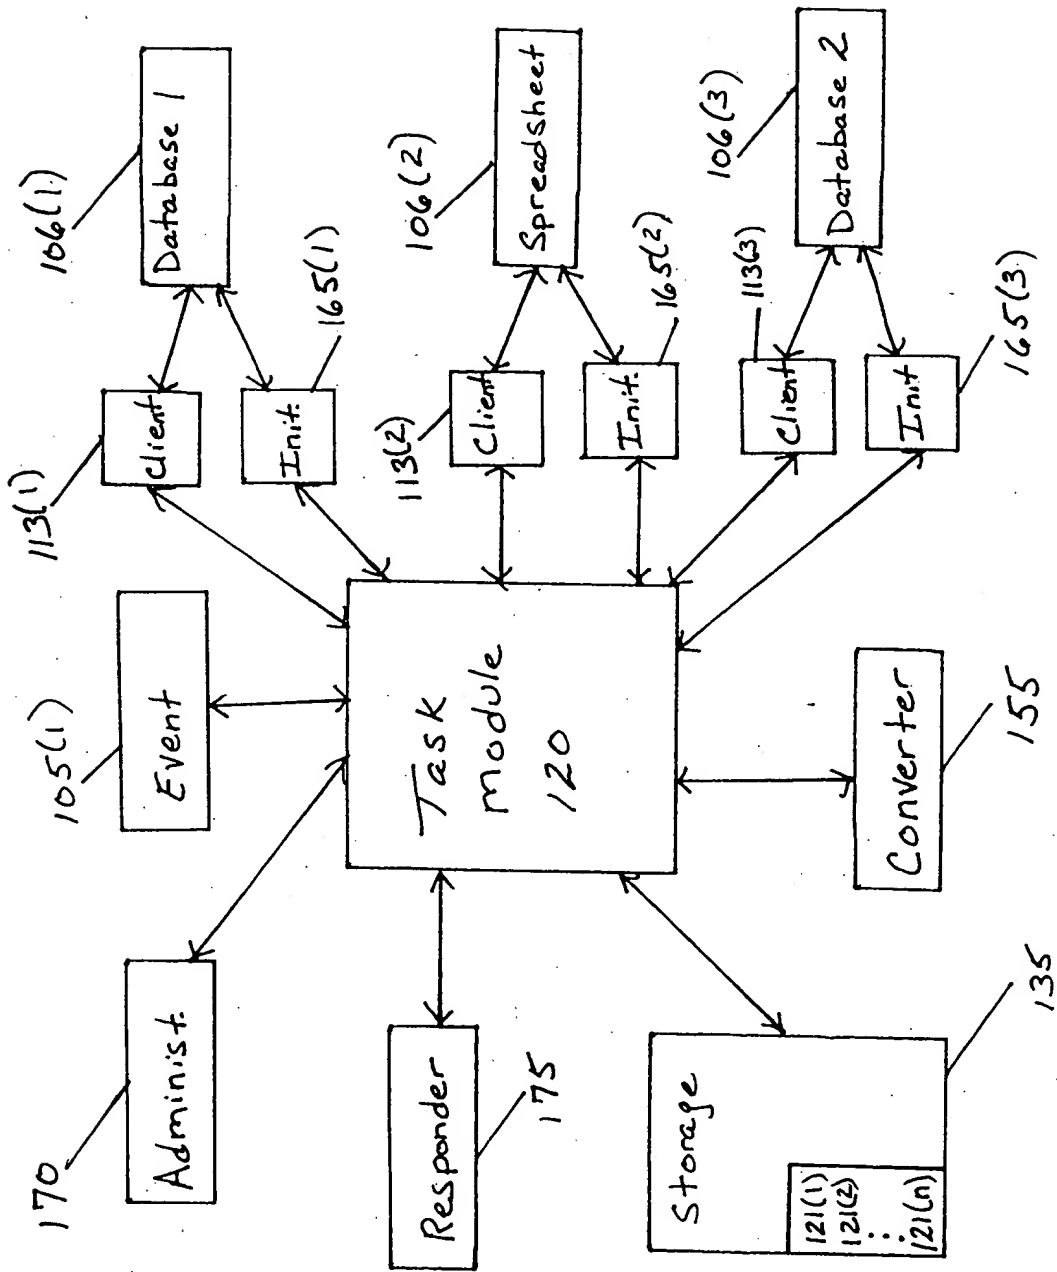 170
Administ.
105(1)
Event
113(1)
Client
106(1)
Database 1
Init.
165(1)
Responder
175
Task
module
120
113(2)
Client
106(2)
Spreadsheet
Init.
165(2)
Storage
121(1)
121(2)
121(n)
135
Converter
155
113(3)
Client
106(3)
Database 2
Init
165(3)